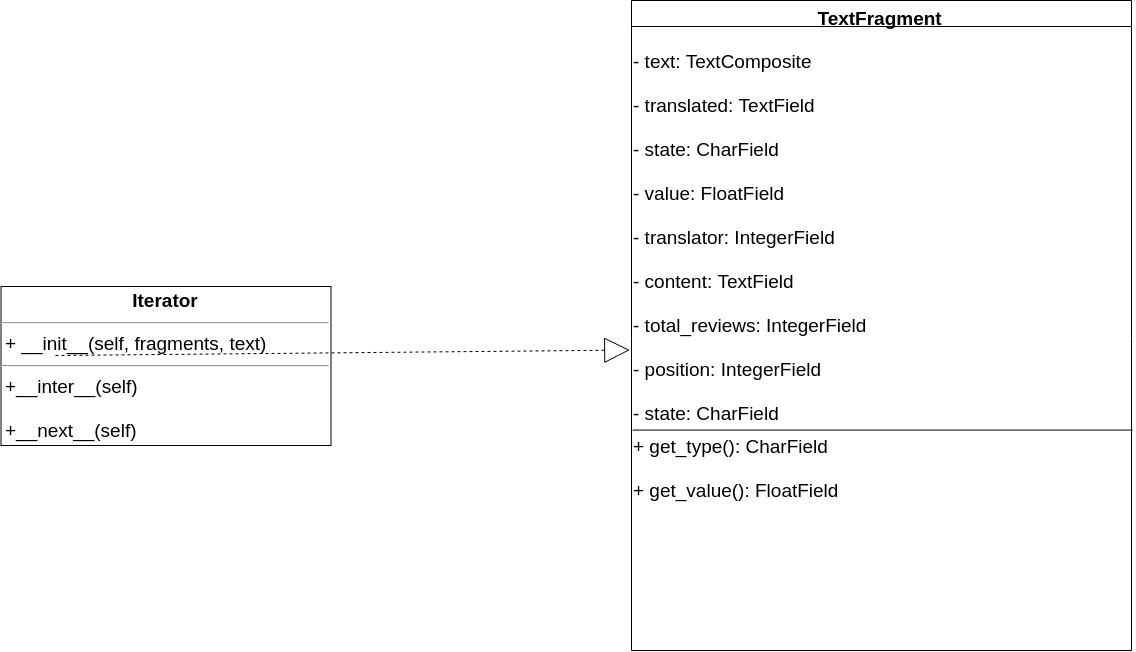 Iterator
+ __init__(self, fragments, text)
+__inter__(self)
+__next__(self)
TextFragment
- text: TextComposite
- translated: TextField
- state: CharField
- value: FloatField
- translator: IntegerField
- content: TextField
- total_reviews: IntegerField
- position: IntegerField
- state: CharField
+ get_type(): CharField
+ get_value(): FloatField